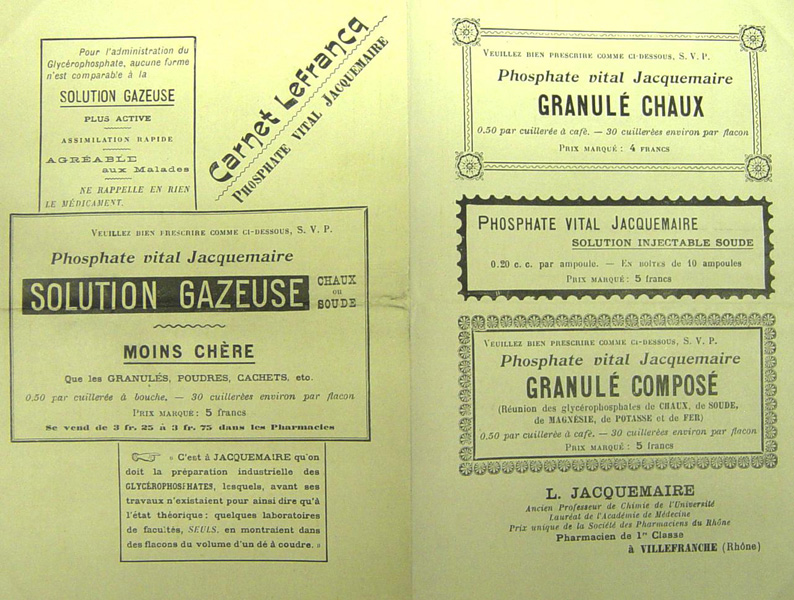 Pour l'administration du
Glycérophosphate, aucune forme
n'est comparable à la
SOLUTION GAZEUSE
PLUS ACTIVE
ASSIMILATION RAPIDE
AGRÉABLE
aux Malades
NE RAPPELLE EN RIEN
LE MÉDICAMENT.
Carnet Lefrancq
PHOSPHATE VITAL JACQUEMAIRE
VEUILLEZ BIEN PRESCRIRE COMME CI-DESSOUS, S. V. P.
Phosphate vital Jacquemaire
SOLUTION GAZEUSE CHAUX
ou
SOUDE
MOINS CHÈRE
Que les GRANULÉS, POUDRES, CACHETS, etc.
0.50 par cuillerée à bouche. — 30 cuillerées environ par flacon
PRIX MARQUÉ : 5 francs
Se vend de 3 fr. 25 à 3 fr. 75 dans les Pharmacies
« C'est à JACQUEMAIRE qu'on
doit la préparation industrielle des
GLYCÉROPHOSPHATES, lesquels, avant ses
travaux n'existaient pour ainsi dire qu'à
l'état théorique : quelques laboratoires
de facultés, SEULS, en montraient dans
des flacons du volume d'un dé à coudre. »
VEUILLEZ BIEN PRESCRIRE COMME CI-DESSOUS, S. V. P.
Phosphate vital Jacquemaire
GRANULÉ CHAUX
0.50 par cuillerée à café. — 30 cuillerées environ par flacon
PRIX MARQUÉ : 4 FRANCS
PHOSPHATE VITAL JACQUEMAIRE
SOLUTION INJECTABLE SOUDE
0.20 c. c. par ampoule. — EN BOÎTES de 10 ampoules
PRIX MARQUÉ : 5 francs
VEUILLEZ BIEN PRESCRIRE COMME CI-DESSOUS, S. V. P.
Phosphate vital Jacquemaire
GRANULÉ COMPOSÉ
(Réunion des glycérophosphates de CHAUX, de SOUDE,
de MAGNÉSIE, de POTASSE et de FER)
0.50 par cuillerée à café. — 30 cuillerées environ par flacon
PRIX MARQUÉ : 5 francs
L. JACQUEMAIRE
Ancien Professeur de Chimie de l'Université
Lauréat de l'Académie de Médecine
Prix unique de la Société des Pharmaciens du Rhône
Pharmacien de 1re Classe
à VILLEFRANCHE (Rhône)